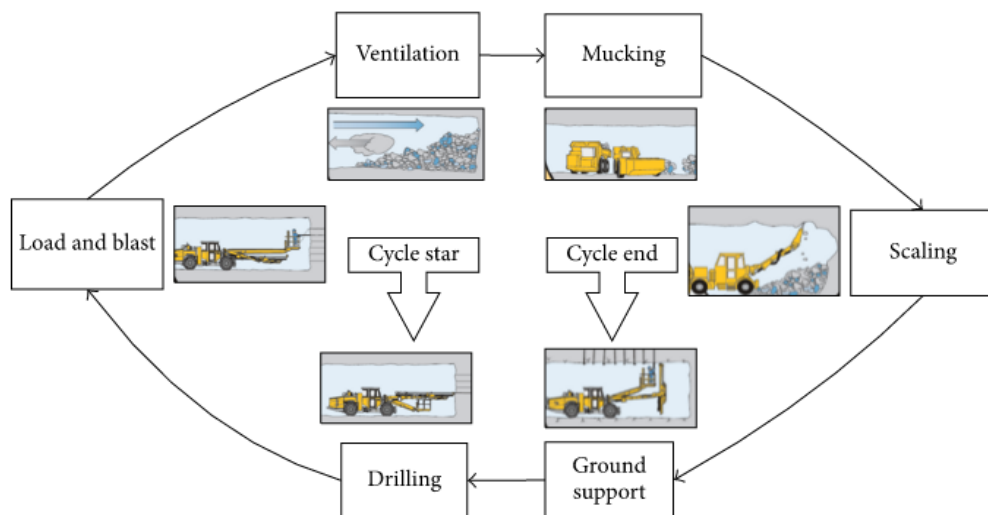 Ventilation
Mucking
Load and blast
Cycle star
Cycle end
Scaling
Drilling
Ground
support